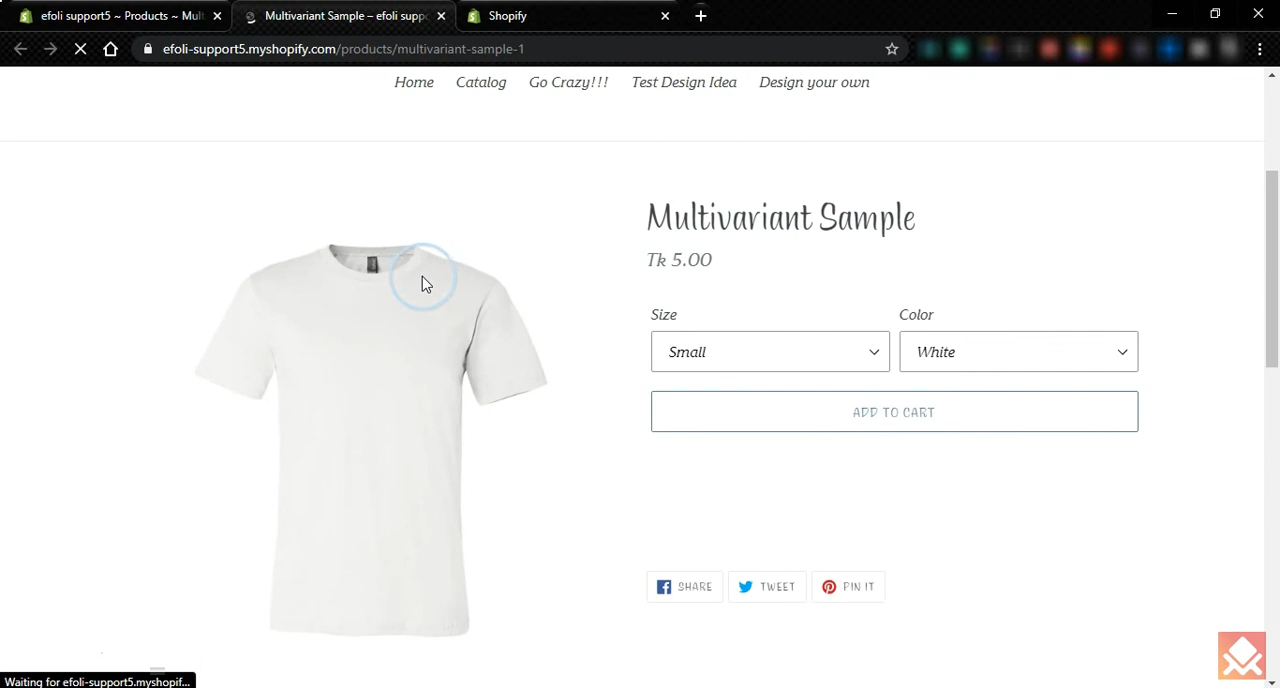 efoli support5 ~ Products ~ Mul
Multivariant Sample – efoli supp
Shopify
efoli-support5.myshopify.com/products/multivariant-sample-1
Home Catalog Go Crazy!!! Test Design Idea Design your own
Multivariant Sample
Tk 5.00
Size Color
Small White
ADD TO CART
SHARE TWEET PIN IT
Waiting for efoli-support5.myshopif...